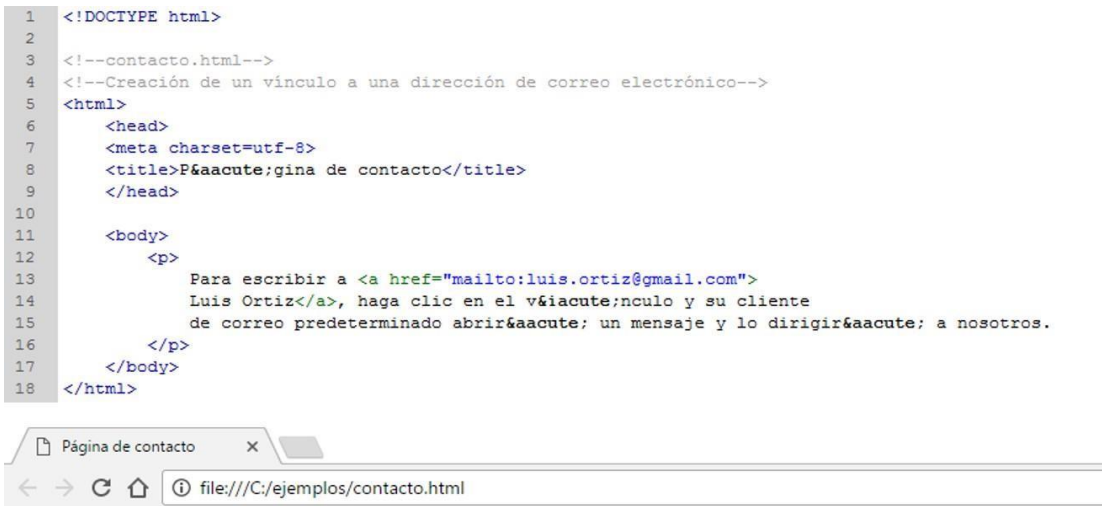 1 <!DOCTYPE html>
2
3 <!--contacto.html-->
4 <!--Creación de un vínculo a una dirección de correo electrónico-->
5 <html>
6 <head>
7 <meta charset=utf-8>
8 <title>P&aacute;gina de contacto</title>
9 </head>
10
11 <body>
12 <p>
13 Para escribir a <a href="mailto:luis.ortiz@gmail.com">
14 Luis Ortiz</a>, haga clic en el v&iacute;nculo y su cliente
15 de correo predeterminado abrir&aacute; un mensaje y lo dirigir&aacute; a nosotros.
16 </p>
17 </body>
18 </html>
Página de contacto
file:///C:/ejemplos/contacto.html